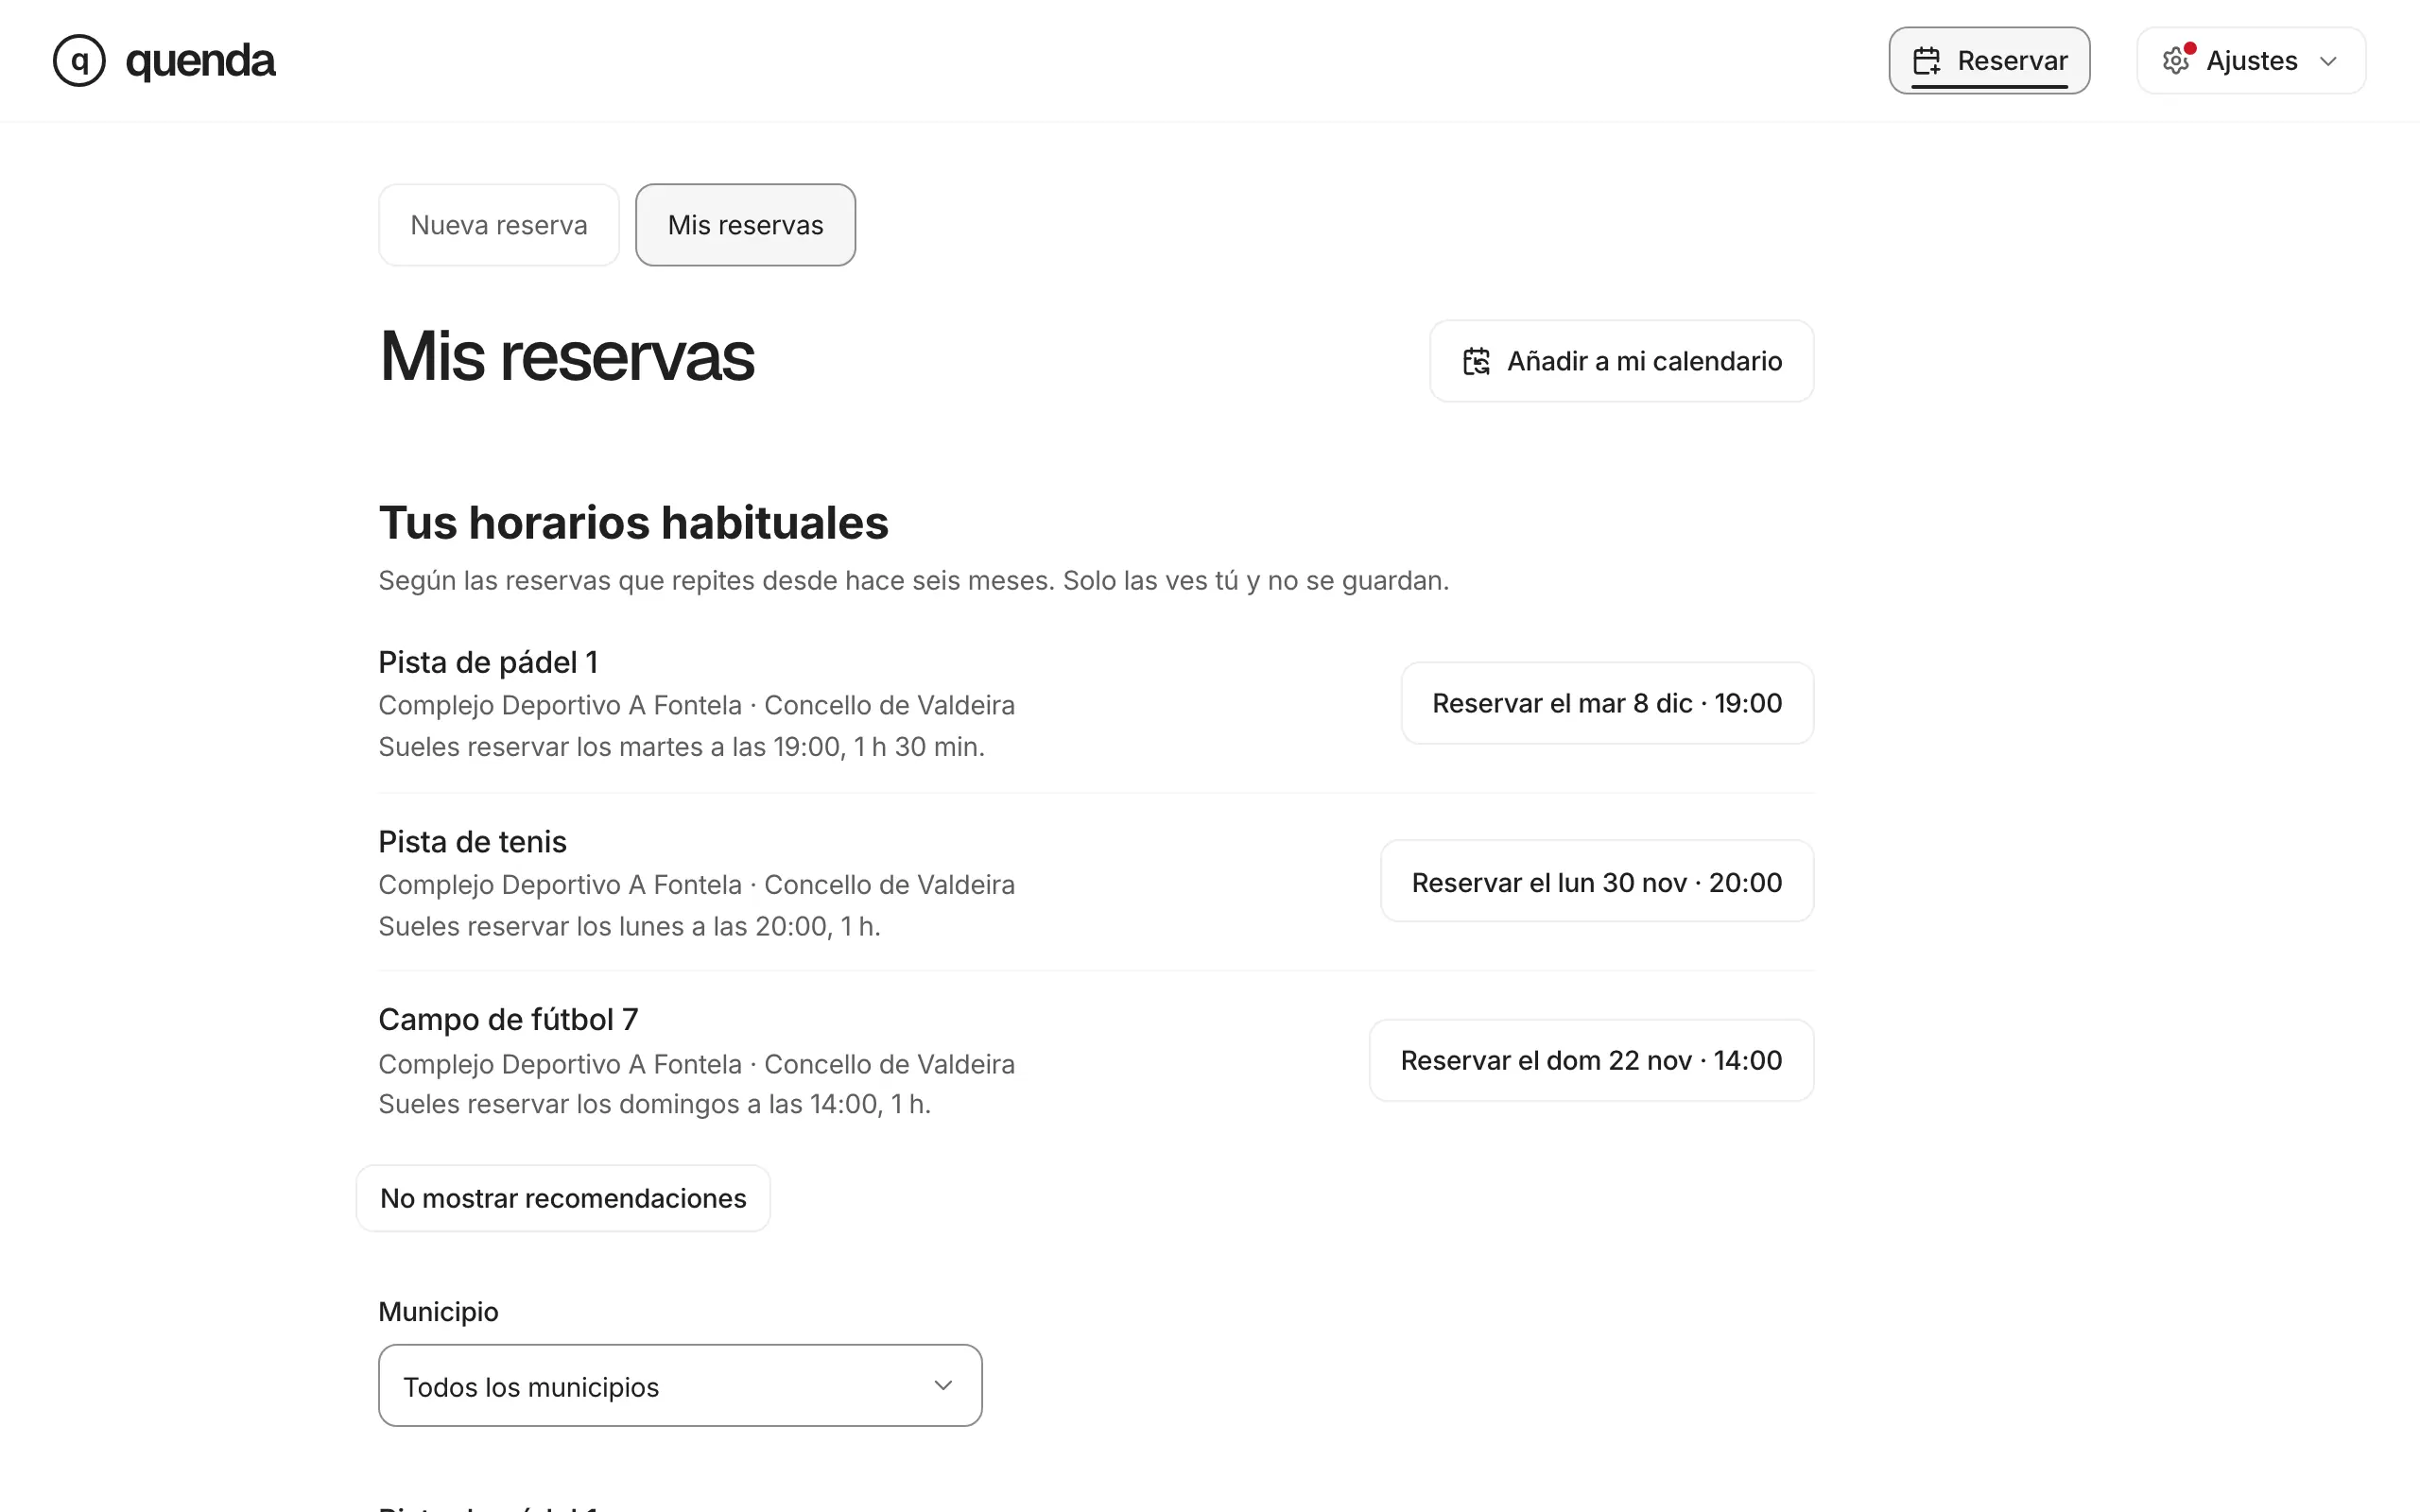 q quenda
Reservar
Ajustes
Nueva reserva
Mis reservas
Mis reservas
Añadir a mi calendario
Tus horarios habituales
Según las reservas que repites desde hace seis meses. Solo las ves tú y no se guardan.
Pista de pádel 1
Complejo Deportivo A Fontela · Concello de Valdeira
Sueles reservar los martes a las 19:00, 1 h 30 min.
Reservar el mar 8 dic · 19:00
Pista de tenis
Complejo Deportivo A Fontela · Concello de Valdeira
Sueles reservar los lunes a las 20:00, 1 h.
Reservar el lun 30 nov · 20:00
Campo de fútbol 7
Complejo Deportivo A Fontela · Concello de Valdeira
Sueles reservar los domingos a las 14:00, 1 h.
Reservar el dom 22 nov · 14:00
No mostrar recomendaciones
Municipio
Todos los municipios